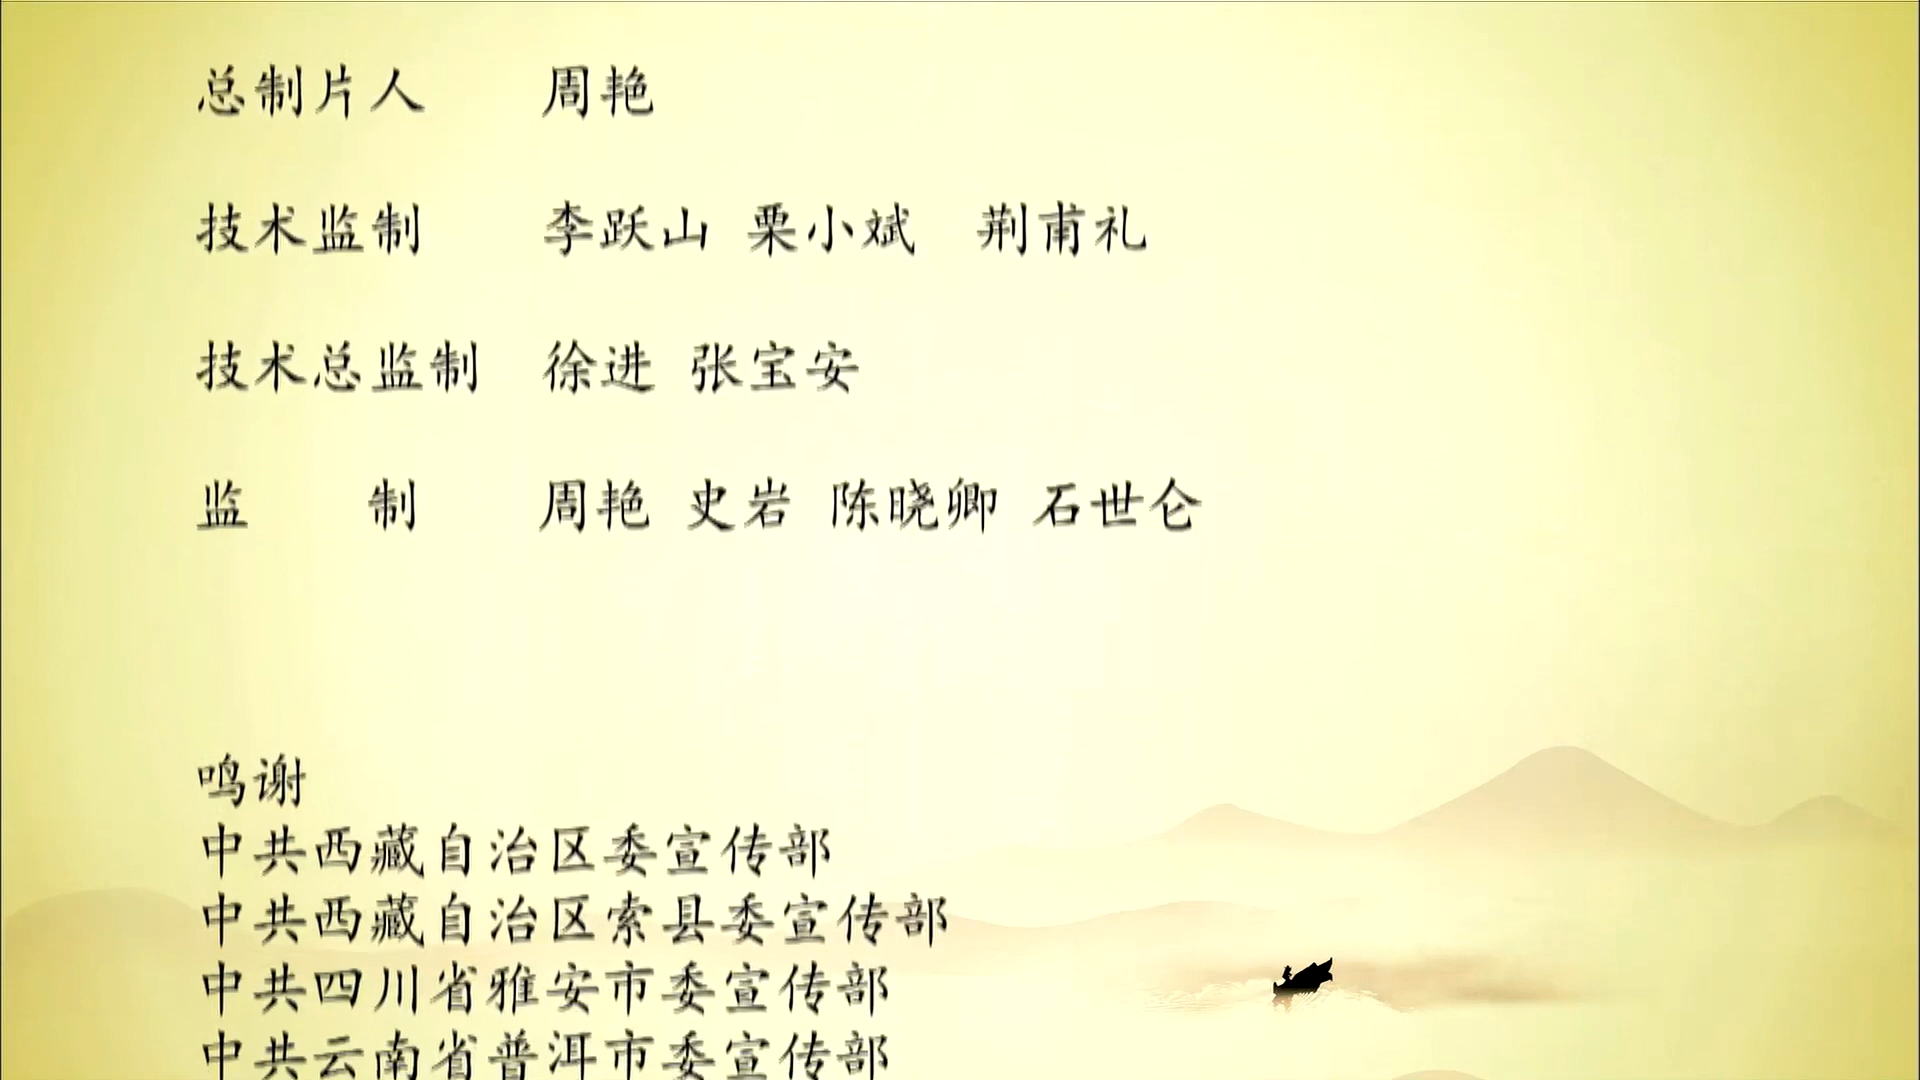 总制片人 周艳
技术监制 李跃山 栗小斌 荆甫礼
技术总监制 徐进 张宝安
监 制 周艳 史岩 陈晓卿 石世仑
鸣谢
中共西藏自治区委宣传部
中共西藏自治区索县委宣传部
中共四川省雅安市委宣传部
中共云南省普洱市委宣传部